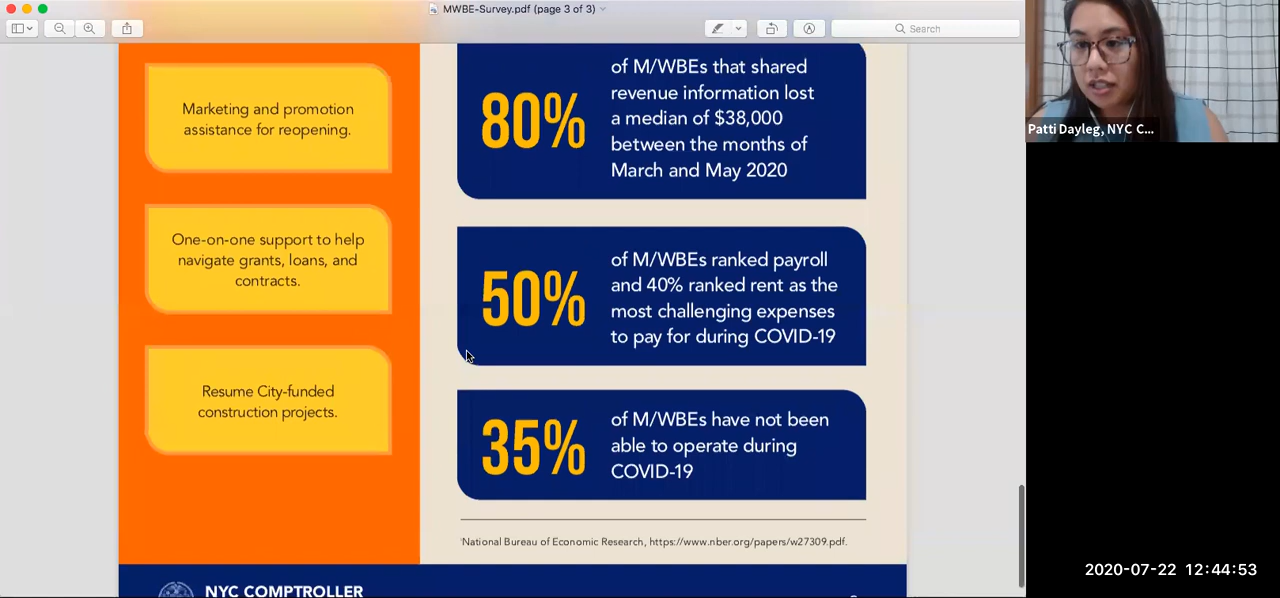 MWBE-Survey.pdf (page 3 of 3)
Search
Marketing and promotion
assistance for reopening.
One-on-one support to help
navigate grants, loans, and
contracts.
Resume City-funded
construction projects.
80%
of M/WBEs that shared
revenue information lost
a median of $38,000
between the months of
March and May 2020
50%
of M/WBEs ranked payroll
and 40% ranked rent as the
most challenging expenses
to pay for during COVID-19
35%
of M/WBEs have not been
able to operate during
COVID-19
National Bureau of Economic Research, https://www.nber.org/papers/w27309.pdf.
NYC COMPTROLLER
Patti Dayleg, NYC C...
2020-07-22 12:44:53